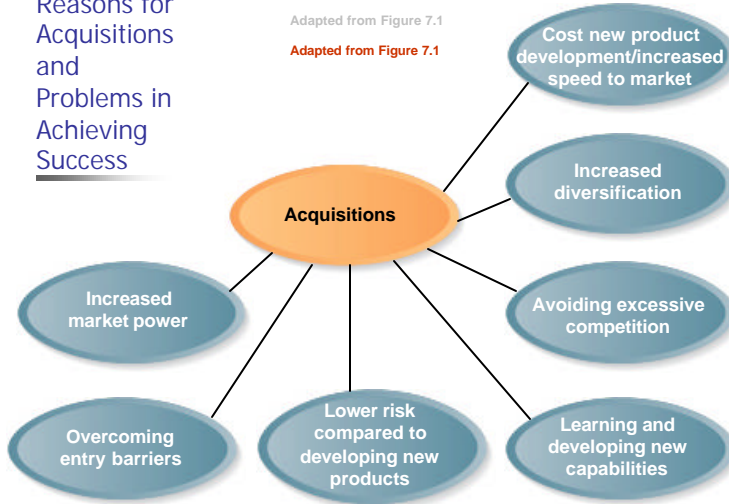 Reasons for
Acquisitions
and
Problems in
Achieving
Success
Adapted from Figure 7.1
Adapted from Figure 7.1
Cost new product
development/increased
speed to market
Increased
diversification
Acquisitions
Increased
market power
Avoiding excessive
competition
Overcoming
entry barriers
Lower risk
compared to
developing new
products
Learning and
developing new
capabilities